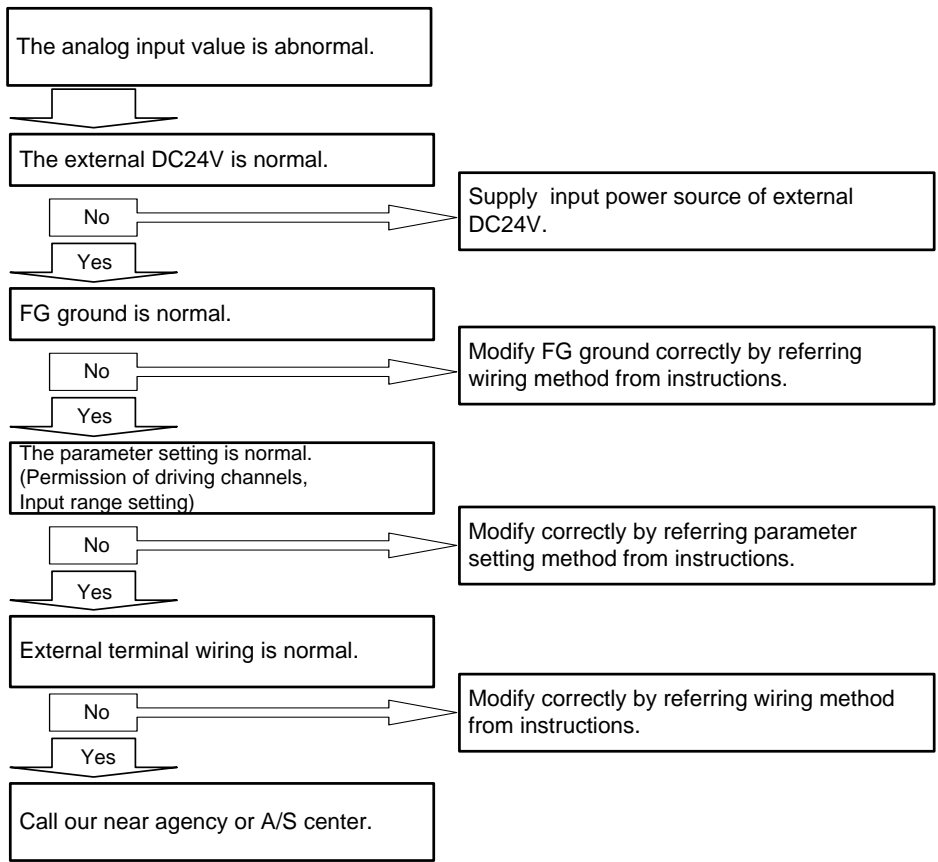 The analog input value is abnormal.
The external DC24V is normal.
No
Supply input power source of external
DC24V.
Yes
FG ground is normal.
No
Modify FG ground correctly by referring
wiring method from instructions.
Yes
The parameter setting is normal.
(Permission of driving channels,
Input range setting)
No
Modify correctly by referring parameter
setting method from instructions.
Yes
External terminal wiring is normal.
No
Modify correctly by referring wiring method
from instructions.
Yes
Call our near agency or A/S center.